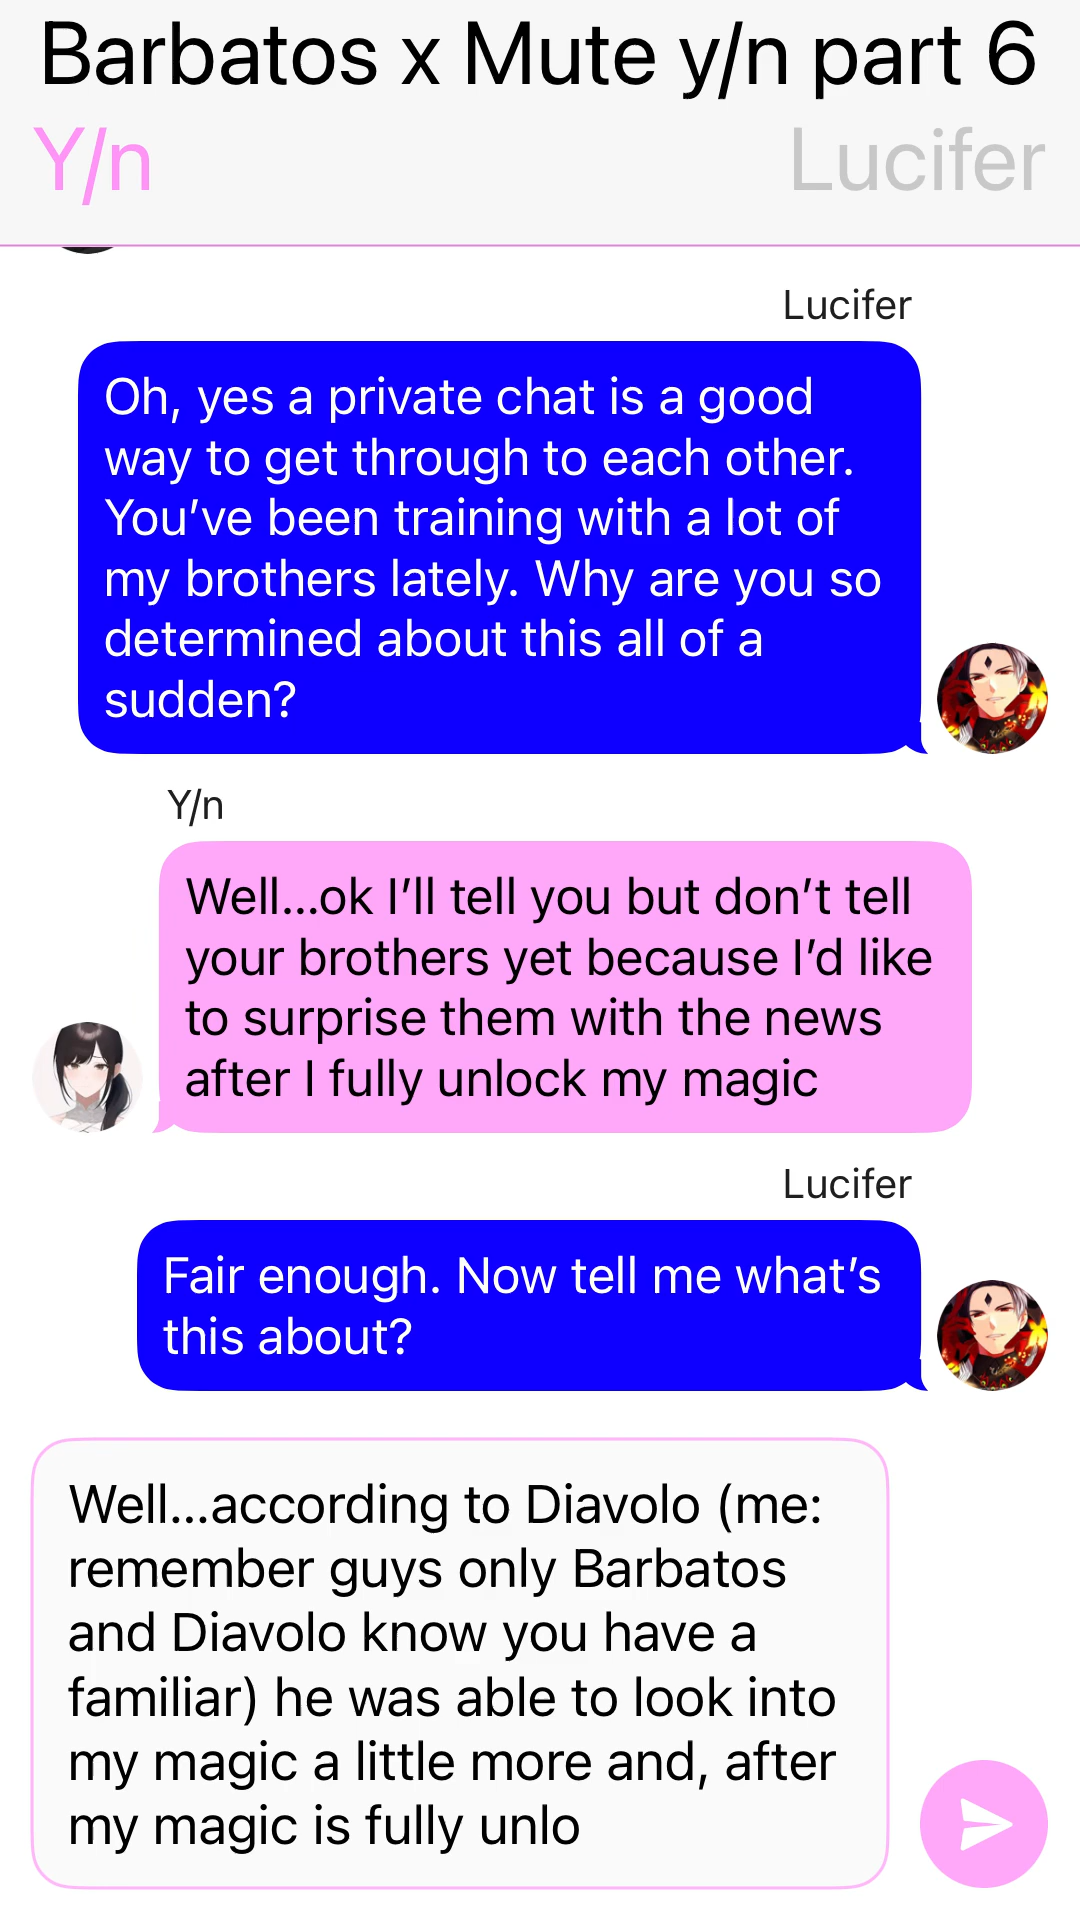 Barbatos x Mute y/n part 6
Y/n
Lucifer
Lucifer
Oh, yes a private chat is a good
way to get through to each other.
You’ve been training with a lot of
my brothers lately. Why are you so
determined about this all of a
sudden?
Y/n
Well...ok I’ll tell you but don’t tell
your brothers yet because I’d like
to surprise them with the news
after I fully unlock my magic
Lucifer
Fair enough. Now tell me what’s
this about?
Well...according to Diavolo (me:
remember guys only Barbatos
and Diavolo know you have a
familiar) he was able to look into
my magic a little more and, after
my magic is fully unlo